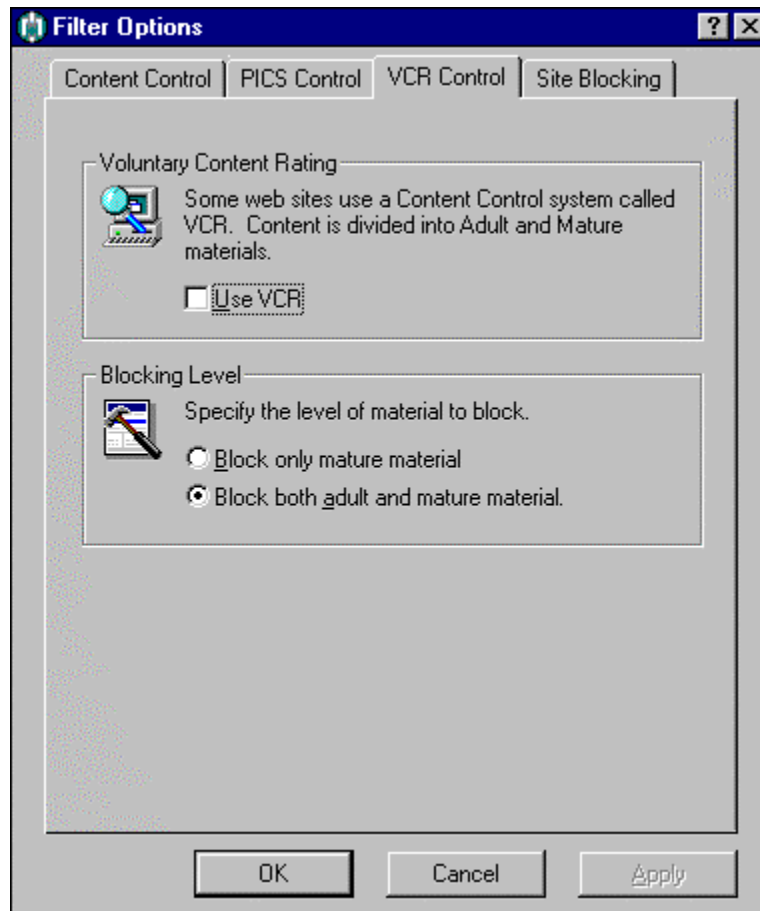 Filter Options
Content Control PICS Control VCR Control Site Blocking
Voluntary Content Rating
Some web sites use a Content Control system called
VCR. Content is divided into Adult and Mature
materials.
Use VCR
Blocking Level
Specify the level of material to block.
Block only mature material
Block both adult and mature material.
OK Cancel Apply